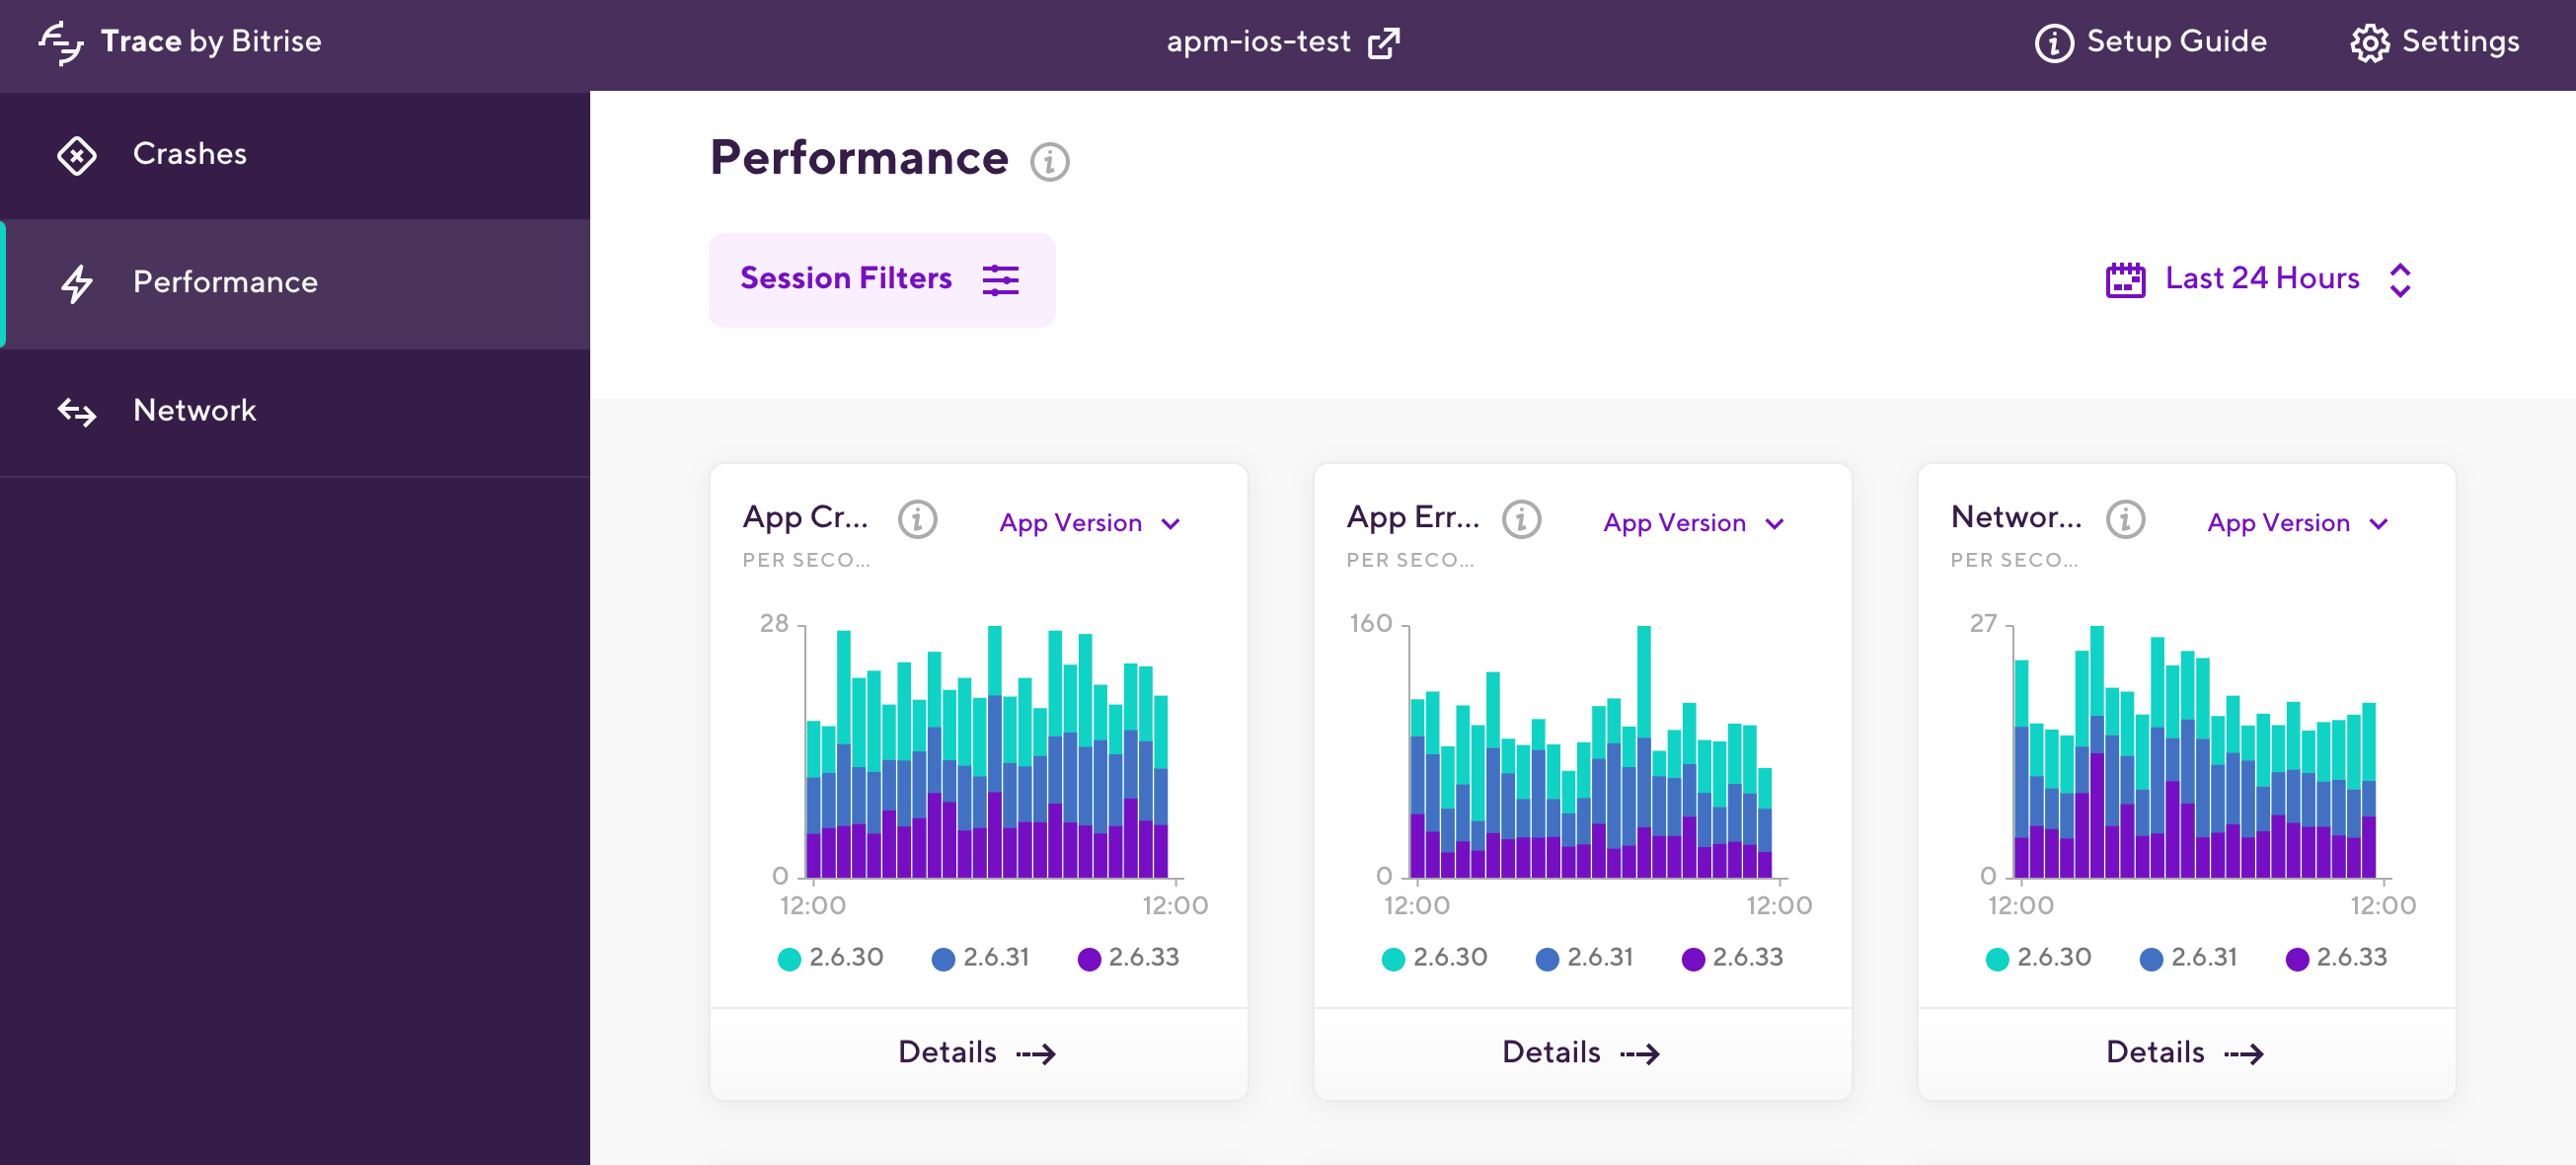 Trace by Bitrise
apm-ios-test
Setup Guide
Settings
Crashes
Performance
Network
Performance
Session Filters
Last 24 Hours
App Cr...
App Version
PER SECO...
28
0
12:00
12:00
2.6.30
2.6.31
2.6.33
Details
App Err...
App Version
PER SECO...
160
0
12:00
12:00
2.6.30
2.6.31
2.6.33
Details
Networ...
App Version
PER SECO...
27
0
12:00
12:00
2.6.30
2.6.31
2.6.33
Details